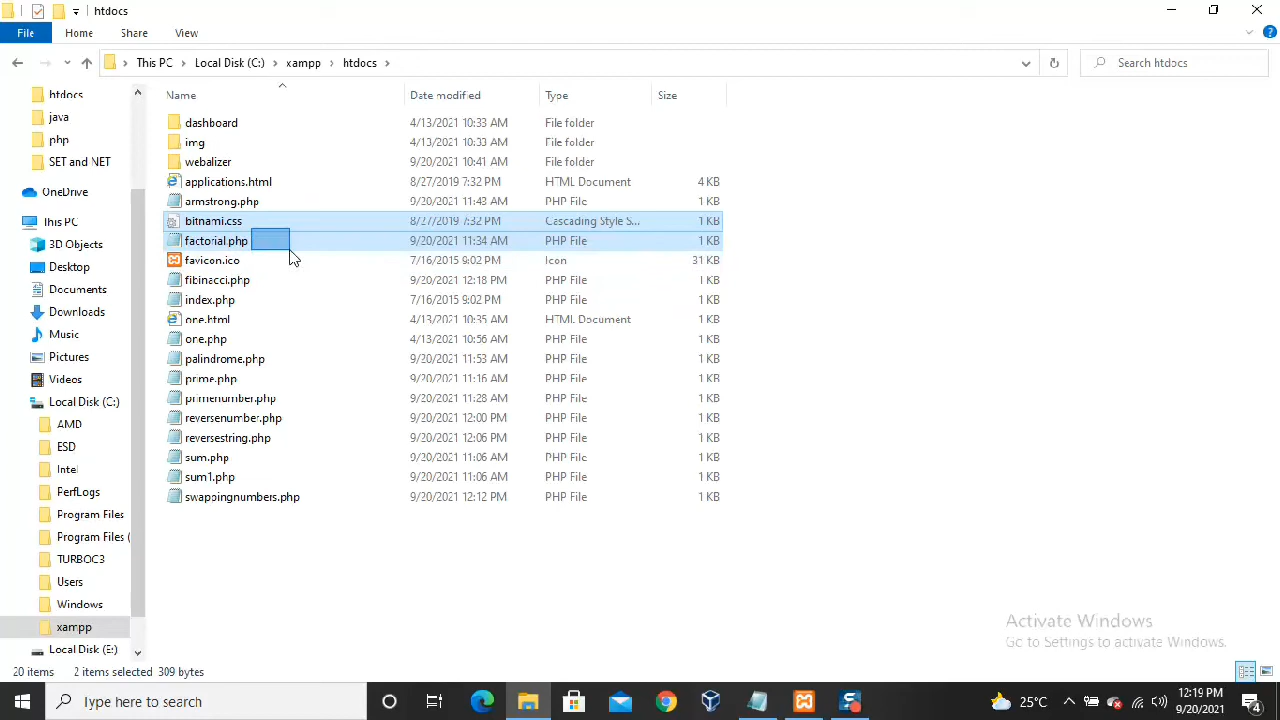 htdocs
File Home Share View
This PC Local Disk (C:) xampp htdocs Search htdocs
Name Date modified Type Size
htdocs
java
php
SET and NET
OneDrive
This PC
3D Objects
Desktop
Documents
Downloads
Music
Pictures
Videos
Local Disk (C:)
AMD
ESD
Intel
PerfLogs
Program Files
Program Files (
TURBOC3
Users
Windows
xampp
Local Disk (E:)
dashboard 4/13/2021 10:33 AM File folder
img 4/13/2021 10:33 AM File folder
webalizer 9/20/2021 10:41 AM File folder
applications.html 8/27/2019 7:32 PM HTML Document 4 KB
armstrong.php 9/20/2021 11:43 AM PHP File 1 KB
bitnami.css 8/27/2019 7:32 PM Cascading Style S... 1 KB
factorial.php 9/20/2021 11:34 AM PHP File 1 KB
favicon.ico 7/16/2015 9:02 PM Icon 31 KB
fibinacci.php 9/20/2021 12:18 PM PHP File 1 KB
index.php 7/16/2015 9:02 PM PHP File 1 KB
one.html 4/13/2021 10:35 AM HTML Document 1 KB
one.php 4/13/2021 10:56 AM PHP File 1 KB
palindrome.php 9/20/2021 11:53 AM PHP File 1 KB
prime.php 9/20/2021 11:16 AM PHP File 1 KB
primenumber.php 9/20/2021 11:28 AM PHP File 1 KB
reversenumber.php 9/20/2021 12:00 PM PHP File 1 KB
reversestring.php 9/20/2021 12:06 PM PHP File 1 KB
sum.php 9/20/2021 11:06 AM PHP File 1 KB
sum1.php 9/20/2021 11:06 AM PHP File 1 KB
swappingnumbers.php 9/20/2021 12:12 PM PHP File 1 KB
Activate Windows
Go to Settings to activate Windows.
20 items 2 items selected 309 bytes
Type here to search
25°C
12:19 PM
9/20/2021
4